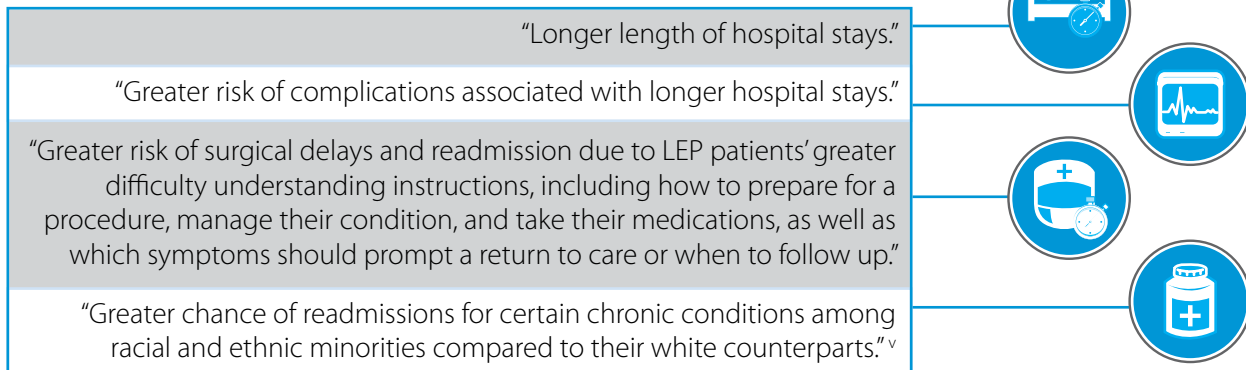 “Longer length of hospital stays.”
“Greater risk of complications associated with longer hospital stays.”
“Greater risk of surgical delays and readmission due to LEP patients’ greater
difficulty understanding instructions, including how to prepare for a
procedure, manage their condition, and take their medications, as well as
which symptoms should prompt a return to care or when to follow up.”
“Greater chance of readmissions for certain chronic conditions among
racial and ethnic minorities compared to their white counterparts.” v